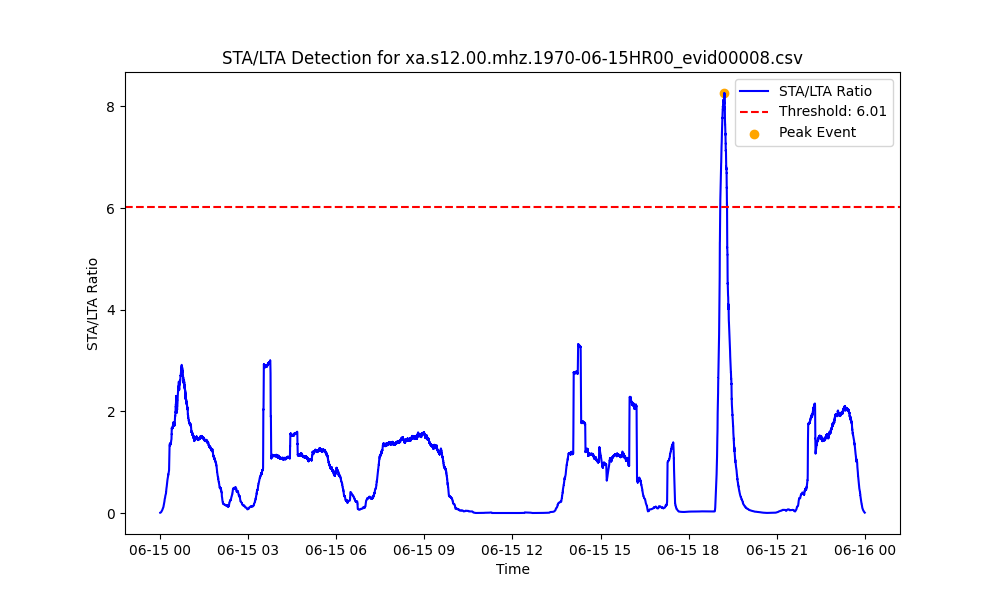 STA/LTA Detection for xa.s12.00.mhz.1970-06-15HR00_evid00008.csv
STA/LTA Ratio
Threshold: 6.01
Peak Event
8
6
4
2
0
STA/LTA Ratio
06-15 00 06-15 03 06-15 06 06-15 09 06-15 12 06-15 15 06-15 18 06-15 21 06-16 00
Time